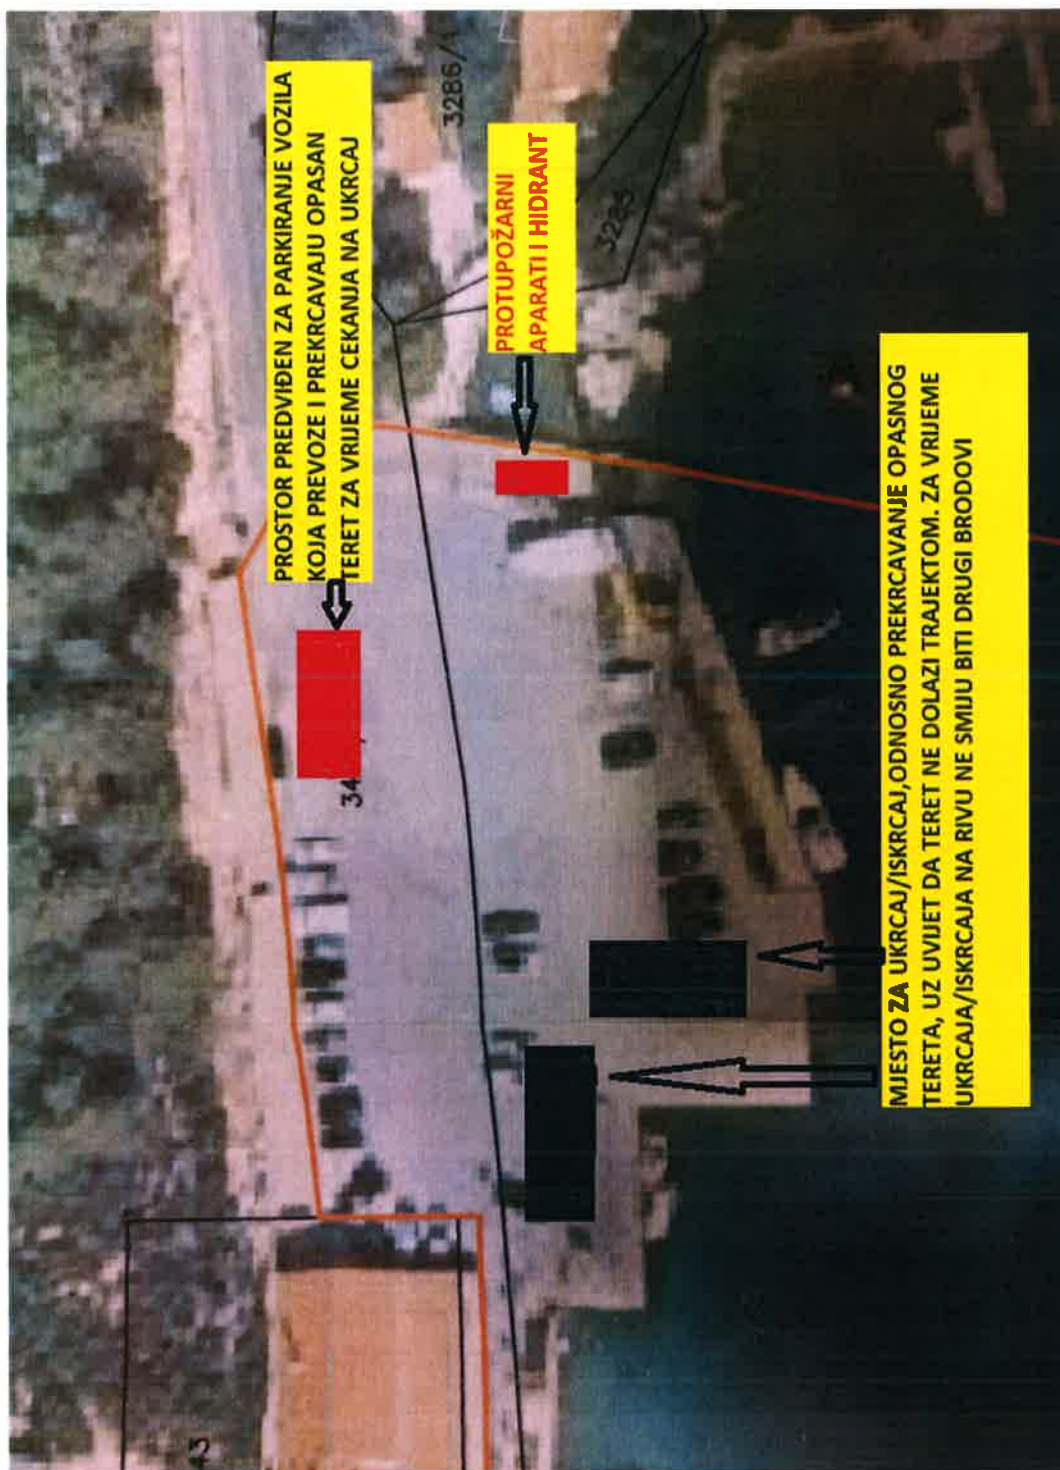 PROSTOR PREDVIĐEN ZA PARKIRANJE VOZILA
KOJA PREVOZE I PREKRCAVAJU OPASAN
TERET ZA VRIJEME CEKANJA NA UKRCAJ
3286/
PROTUPOŽARNI
APARATI I HIDRANT
3285
34
43
MJESTO ZA UKRCAJ/ISKRCAJ,ODNOSNO PREKRCAVANJE OPASNOG
TERETA, UZ UVIJET DA TERET NE DOLAZI TRAJEKTOM. ZA VRIJEME
UKRCAJA/ISKRCAJA NA RIVU NE SMIJU BITI DRUGI BRODOVI